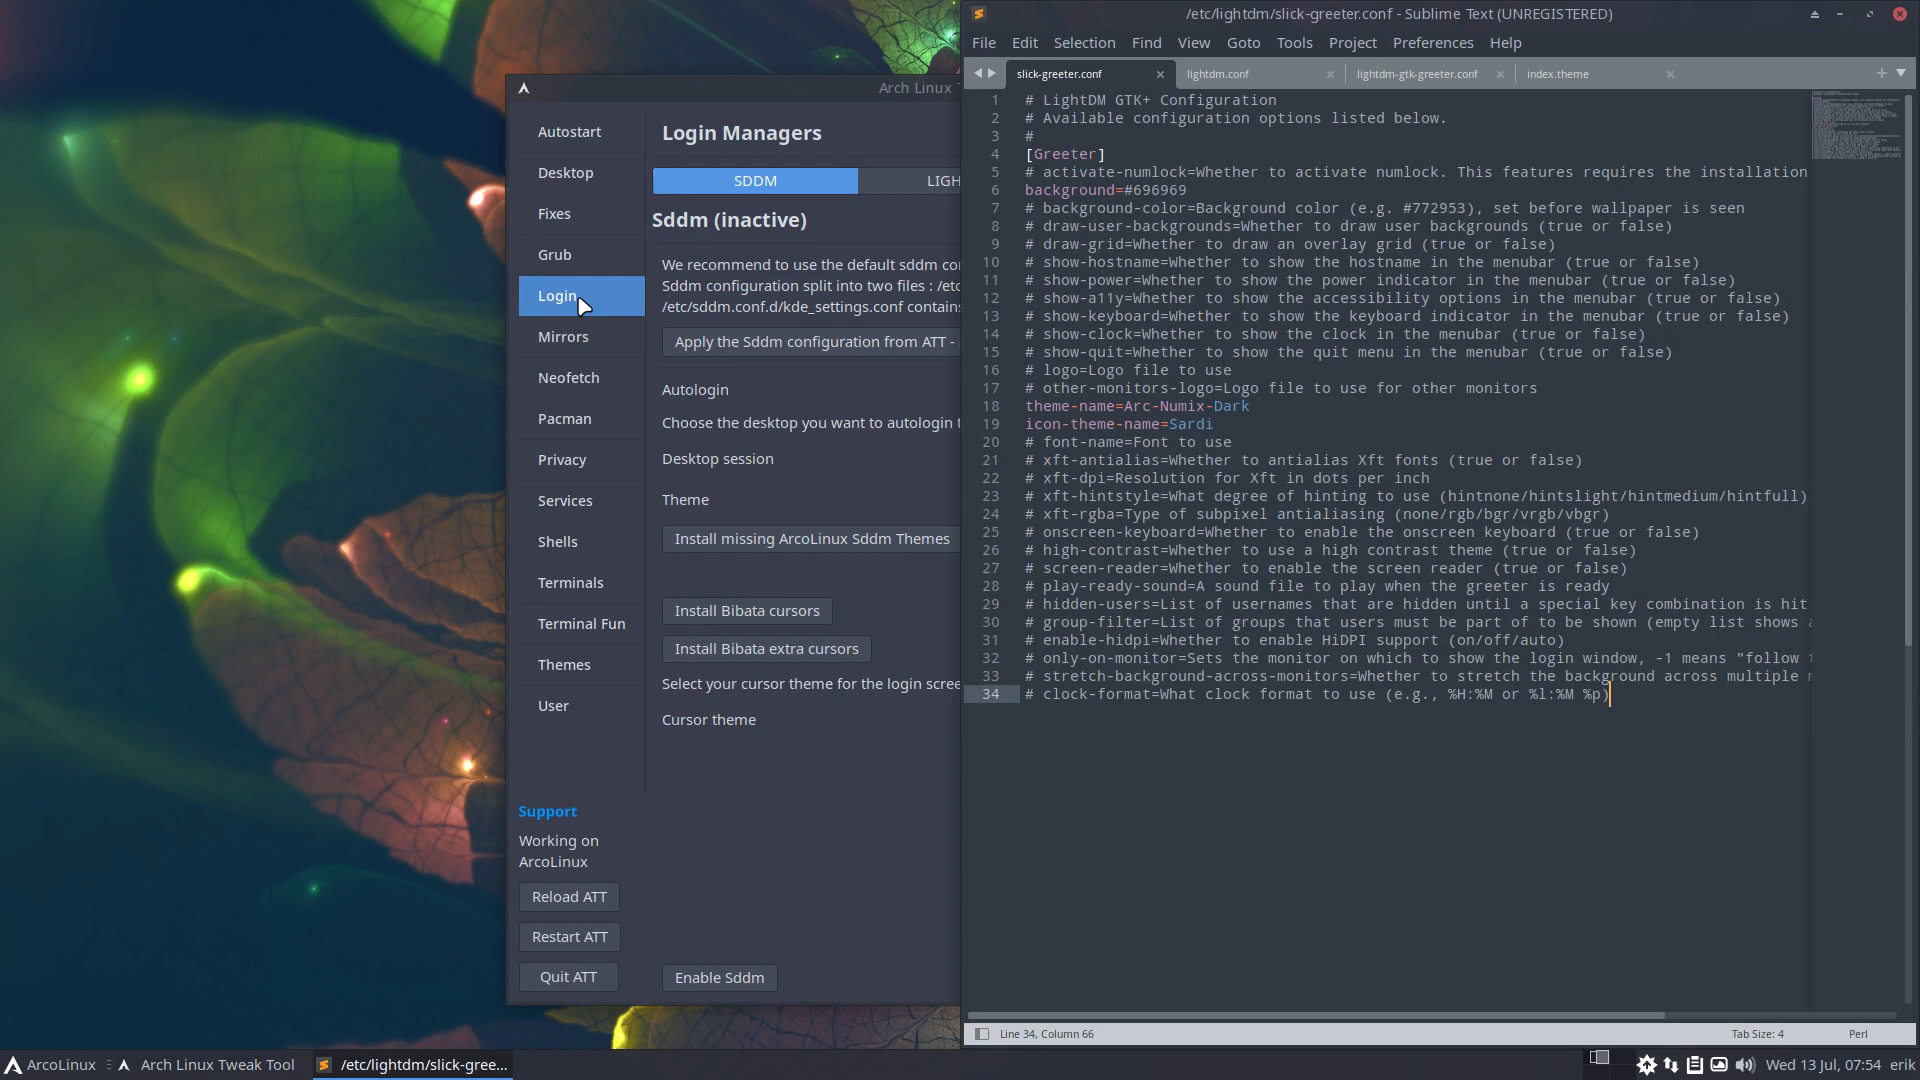 /etc/lightdm/slick-greeter.conf - Sublime Text (UNREGISTERED)
File Edit Selection Find View Goto Tools Project Preferences Help
slick-greeter.conf lightdm.conf lightdm-gtk-greeter.conf index.theme
1 # LightDM GTK+ Configuration
2 # Available configuration options listed below.
3 #
4 [Greeter]
5 # activate-numlock=Whether to activate numlock. This features requires the installation
6 background=#696969
7 # background-color=Background color (e.g. #772953), set before wallpaper is seen
8 # draw-user-backgrounds=Whether to draw user backgrounds (true or false)
9 # draw-grid=Whether to draw an overlay grid (true or false)
10 # show-hostname=Whether to show the hostname in the menubar (true or false)
11 # show-power=Whether to show the power indicator in the menubar (true or false)
12 # show-a11y=Whether to show the accessibility options in the menubar (true or false)
13 # show-keyboard=Whether to show the keyboard indicator in the menubar (true or false)
14 # show-clock=Whether to show the clock in the menubar (true or false)
15 # show-quit=Whether to show the quit menu in the menubar (true or false)
16 # logo=Logo file to use
17 # other-monitors-logo=Logo file to use for other monitors
18 theme-name=Arc-Numix-Dark
19 icon-theme-name=Sardi
20 # font-name=Font to use
21 # xft-antialias=Whether to antialias Xft fonts (true or false)
22 # xft-dpi=Resolution for Xft in dots per inch
23 # xft-hintstyle=What degree of hinting to use (hintnone/hintslight/hintmedium/hintfull)
24 # xft-rgba=Type of subpixel antialiasing (none/rgb/bgr/vrgb/vbgr)
25 # onscreen-keyboard=Whether to enable the onscreen keyboard (true or false)
26 # high-contrast=Whether to use a high contrast theme (true or false)
27 # screen-reader=Whether to enable the screen reader (true or false)
28 # play-ready-sound=A sound file to play when the greeter is ready
29 # hidden-users=List of usernames that are hidden until a special key combination is hit
30 # group-filter=List of groups that users must be part of to be shown (empty list shows
31 # enable-hidpi=Whether to enable HiDPI support (on/off/auto)
32 # only-on-monitor=Sets the monitor on which to show the login window, -1 means "follow
33 # stretch-background-across-monitors=Whether to stretch the background across multiple
34 # clock-format=What clock format to use (e.g., %H:%M or %l:%M %p)
Line 34, Column 66 Tab Size: 4 Perl
Arch Linux
Autostart
Desktop
Fixes
Grub
Login
Mirrors
Neofetch
Pacman
Privacy
Services
Shells
Terminals
Terminal Fun
Themes
User
Support
Working on
ArcoLinux
Reload ATT
Restart ATT
Quit ATT
Login Managers
SDDM LIGH
Sddm (inactive)
We recommend to use the default sddm co
Sddm configuration split into two files : /etc
/etc/sddm.conf.d/kde_settings.conf contain
Apply the Sddm configuration from ATT -
Autologin
Choose the desktop you want to autologin
Desktop session
Theme
Install missing ArcoLinux Sddm Themes
Install Bibata cursors
Install Bibata extra cursors
Select your cursor theme for the login scree
Cursor theme
Enable Sddm
ArcoLinux Arch Linux Tweak Tool /etc/lightdm/slick-gree... Wed 13 Jul, 07:54 erik